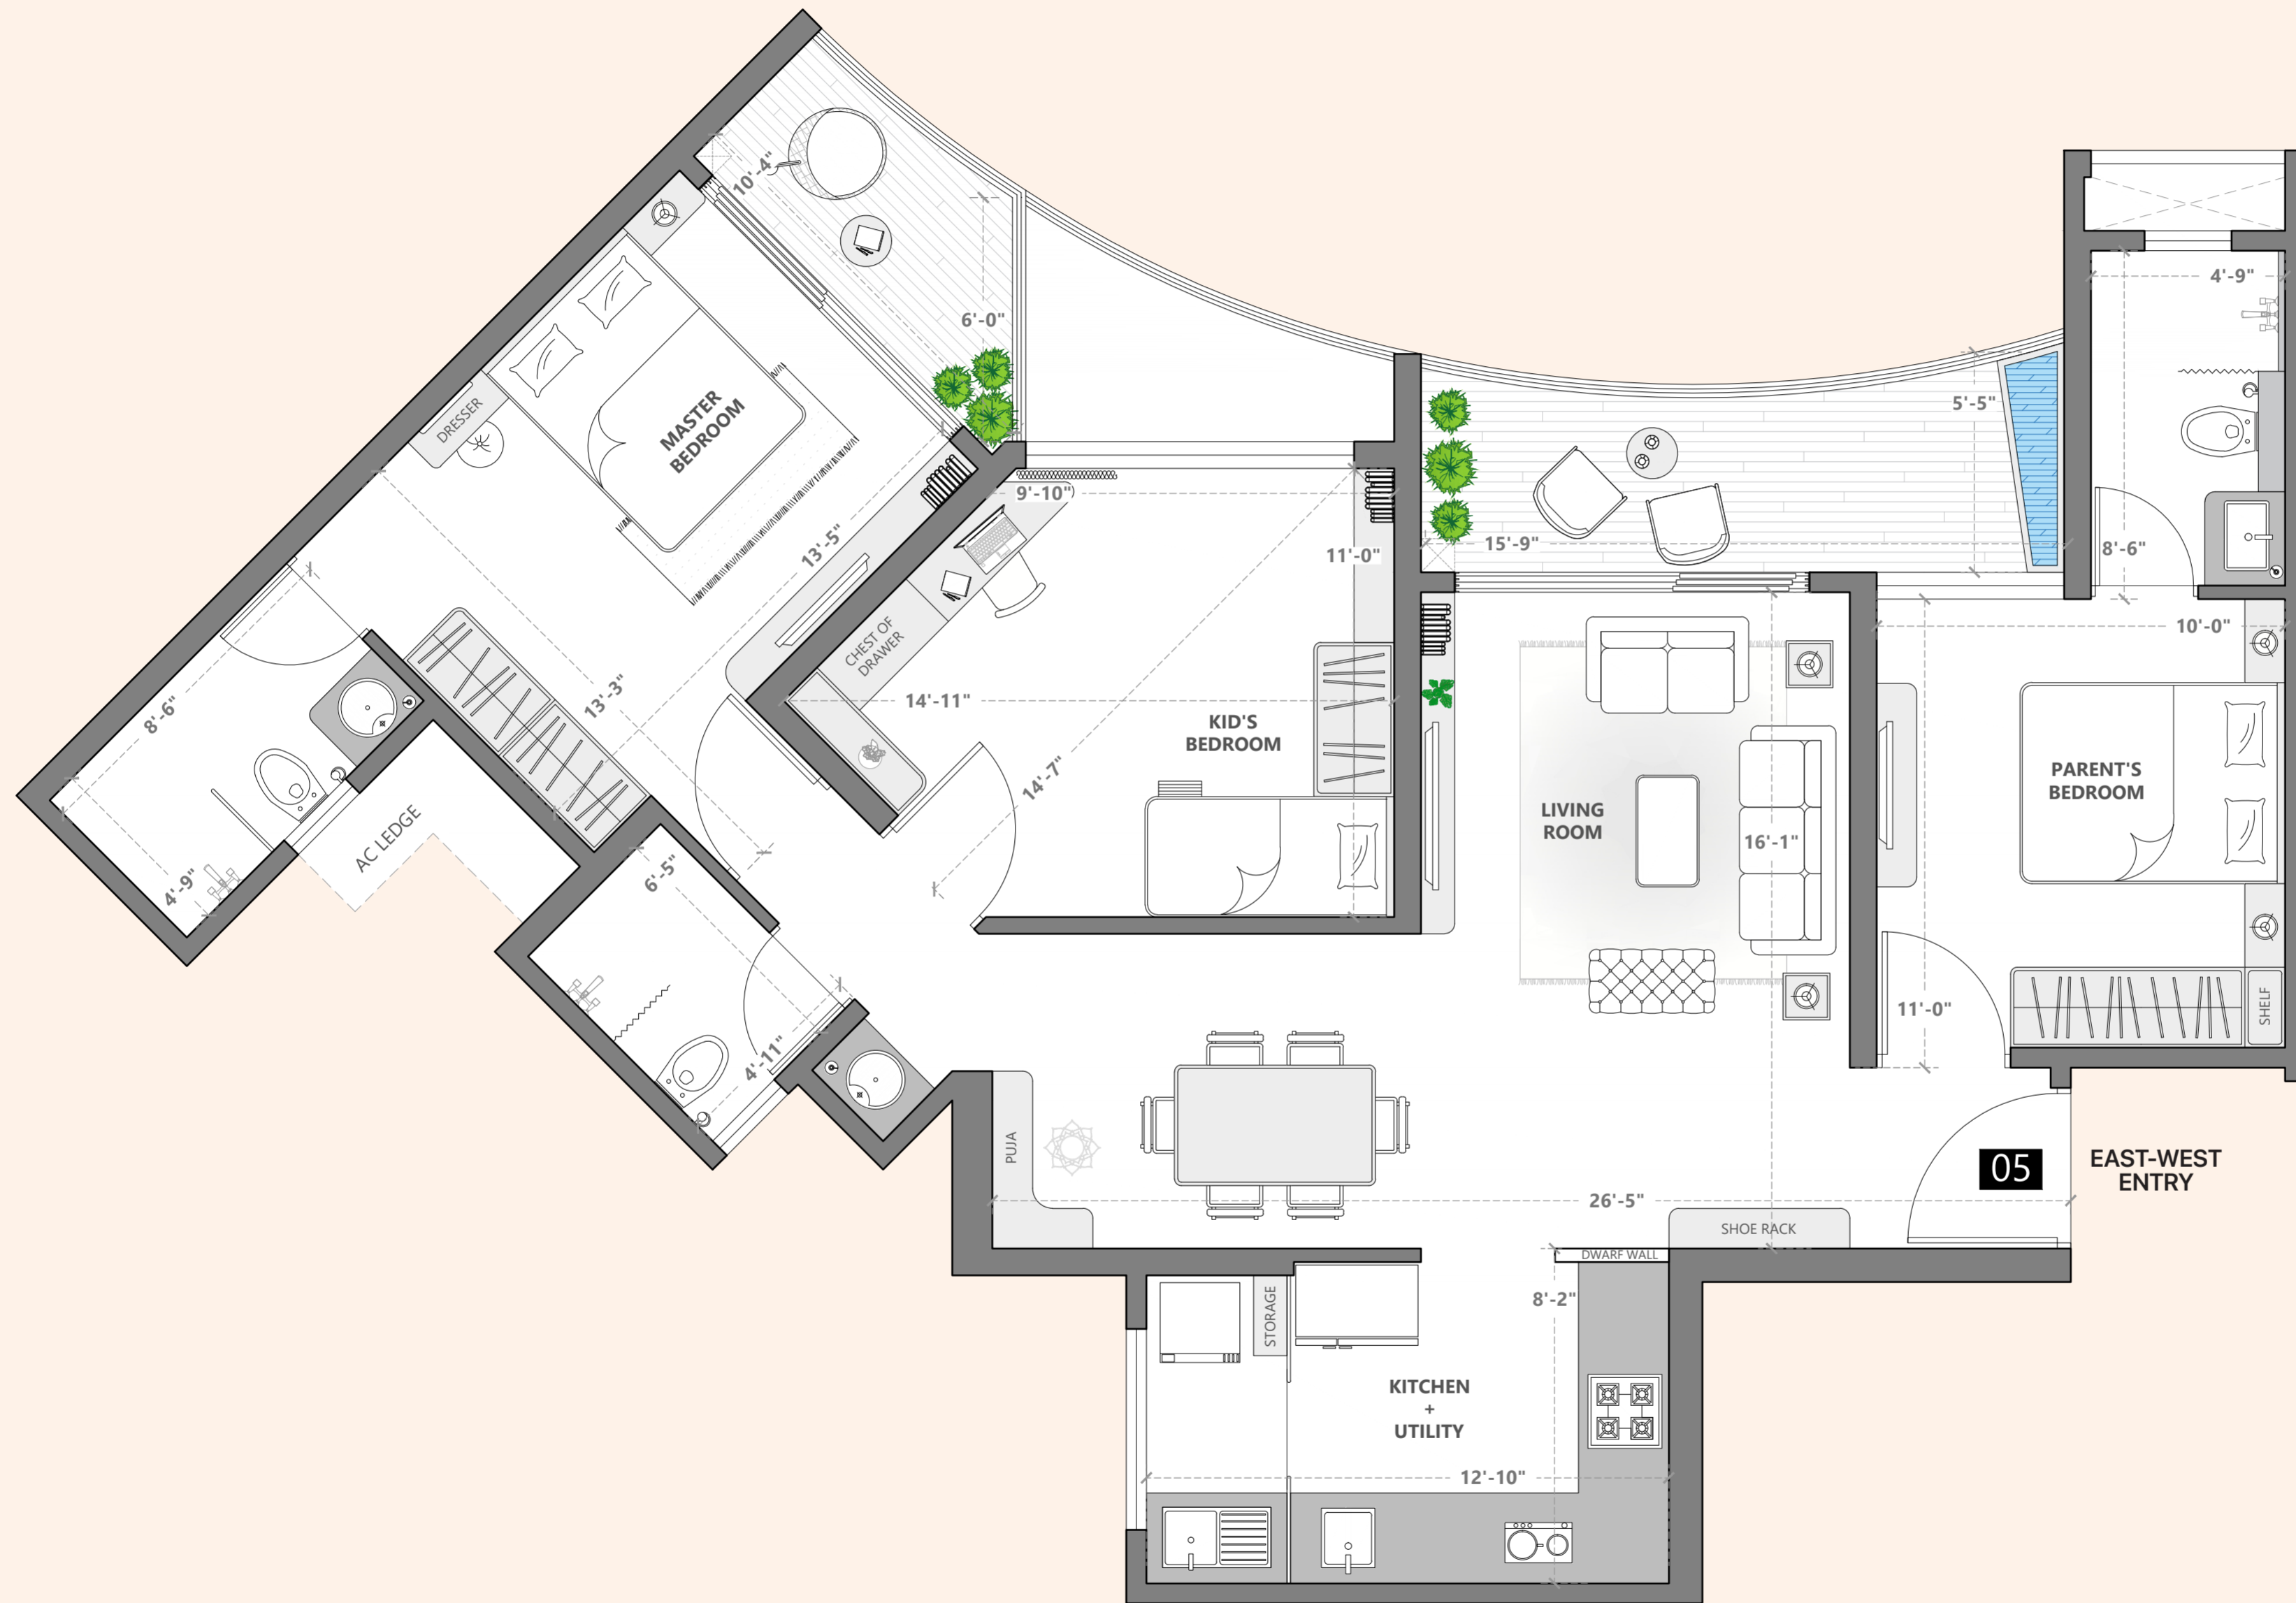 10'-4"
4'-9"
6'-0"
5'-5"
DRESSER
MASTER
BEDROOM
9'-10"
13'-5"
11'-0"
15'-9"
8'-6"
10'-0"
CHEST OF
DRAWER
8'-6"
13'-3"
14'-11"
KID'S
BEDROOM
14'-7"
LIVING
ROOM
16'-1"
PARENT'S
BEDROOM
AC LEDGE
4'-9"
6'-5"
11'-0"
SHELF
4'-11"
PUJA
05
EAST-WEST
ENTRY
26'-5"
SHOE RACK
DWARF WALL
8'-2"
STORAGE
KITCHEN
+
UTILITY
12'-10"